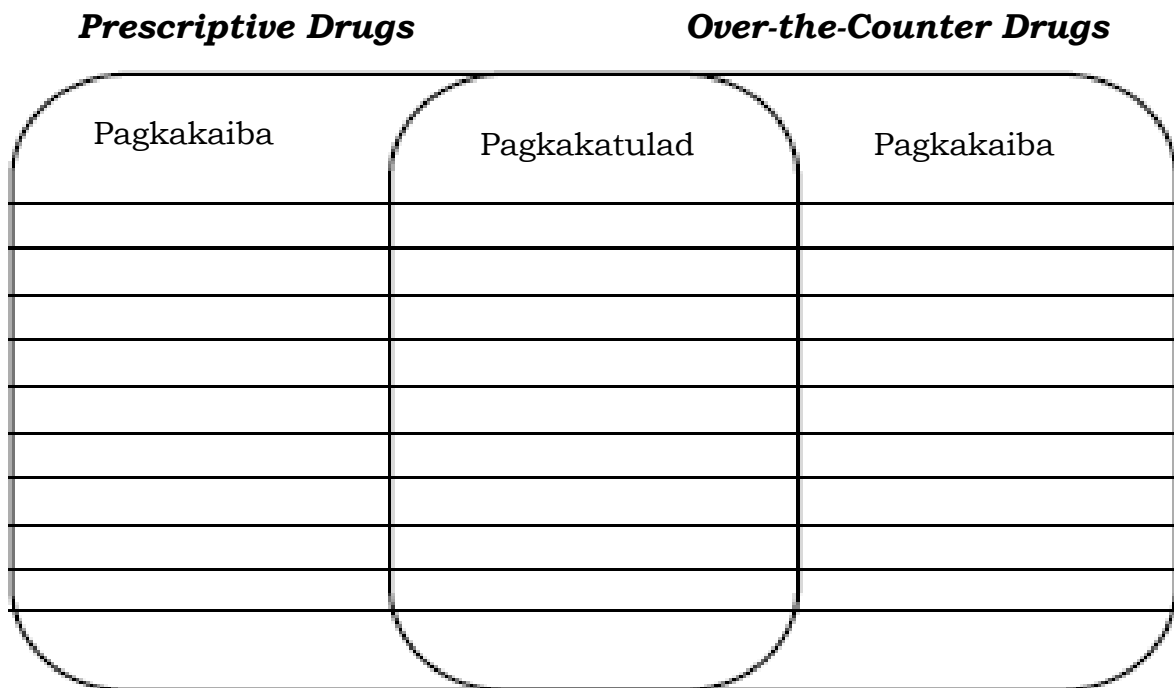 Prescriptive Drugs
Over-the-Counter Drugs
Pagkakaiba
Pagkakatulad
Pagkakaiba